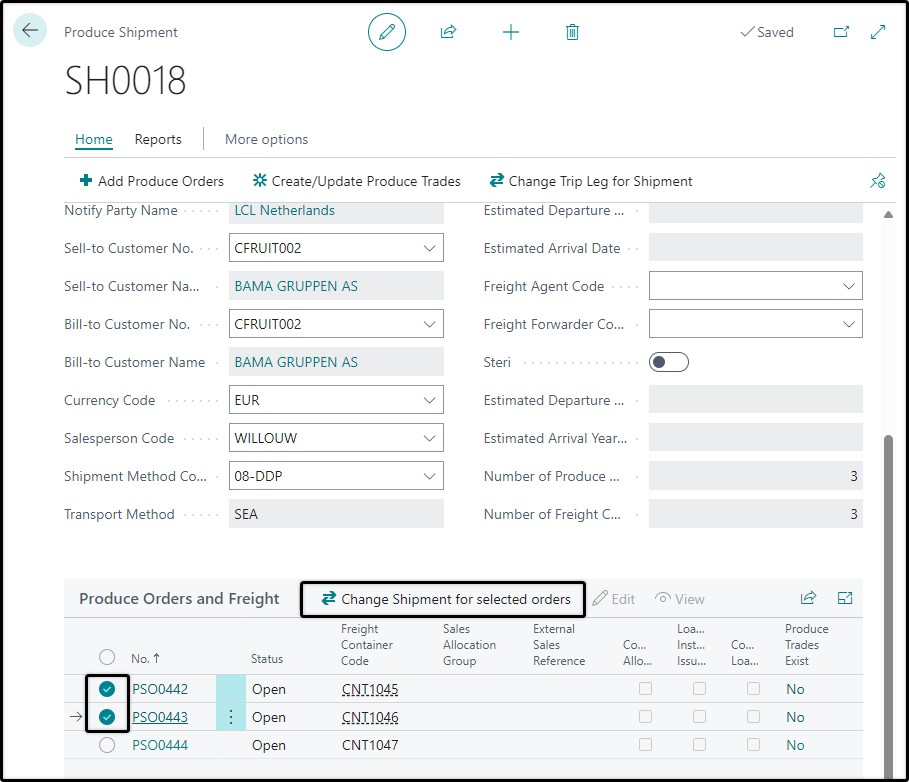 Produce Shipment
Saved
SH0018
Home Reports More options
Add Produce Orders Create/Update Produce Trades Change Trip Leg for Shipment
Notify Party Name LCL Netherlands Estimated Departure ...
Sell-to Customer No. CFRUIT002 Estimated Arrival Date
Sell-to Customer Na... BAMA GRUPPEN AS Freight Agent Code
Bill-to Customer No. CFRUIT002 Freight Forwarder Co...
Bill-to Customer Name BAMA GRUPPEN AS Steri
Currency Code EUR Estimated Departure ...
Salesperson Code WILLOUW Estimated Arrival Year...
Shipment Method Co... 08-DDP Number of Produce ... 3
Transport Method SEA Number of Freight C... 3
Produce Orders and Freight Change Shipment for selected orders Edit View
Freight Sales External Loa... Produce
Container Allocation Sales Co... Inst... Co... Trades
No. ↑ Status Code Group Reference Allo... Issu... Loa... Exist
PSO0442 Open CNT1045 No
PSO0443 Open CNT1046 No
PSO0444 Open CNT1047 No